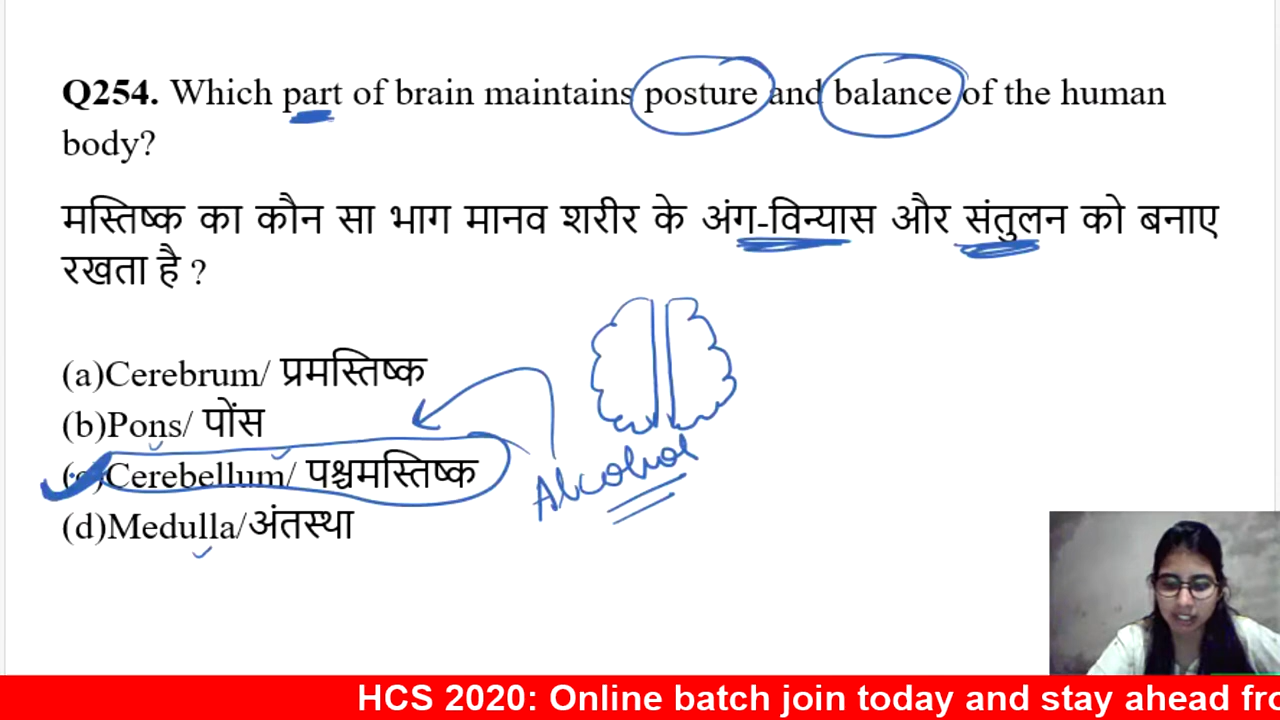 Q254. Which part of brain maintains posture and balance of the human
body?
मस्तिष्क का कौन सा भाग मानव शरीर के अंग-विन्यास और संतुलन को बनाए
रखता है ?
(a)Cerebrum/ प्रमस्तिष्क
(b)Pons/ पोंस
(c)Cerebellum/ पश्चमस्तिष्क
Alcohol
(d)Medulla/अंतस्था
HCS 2020: Online batch join today and stay ahead fro